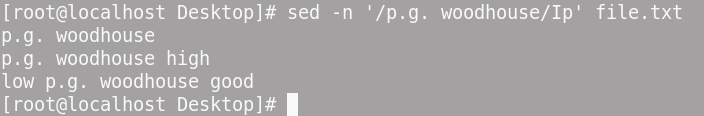 [root@localhost Desktop]# sed -n '/p.g. woodhouse/Ip' file.txt
p.g. woodhouse
p.g. woodhouse high
low p.g. woodhouse good
[root@localhost Desktop]#